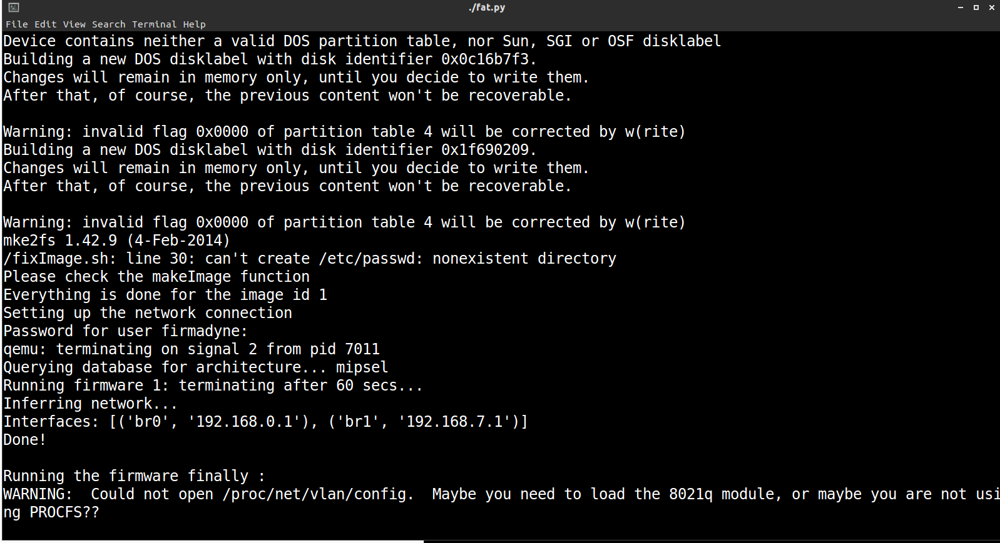 ./fat.py
File Edit View Search Terminal Help
Device contains neither a valid DOS partition table, nor Sun, SGI or OSF disklabel
Building a new DOS disklabel with disk identifier 0x0c16b7f3.
Changes will remain in memory only, until you decide to write them.
After that, of course, the previous content won't be recoverable.
Warning: invalid flag 0x0000 of partition table 4 will be corrected by w(rite)
Building a new DOS disklabel with disk identifier 0x1f690209.
Changes will remain in memory only, until you decide to write them.
After that, of course, the previous content won't be recoverable.
Warning: invalid flag 0x0000 of partition table 4 will be corrected by w(rite)
mke2fs 1.42.9 (4-Feb-2014)
/fixImage.sh: line 30: can't create /etc/passwd: nonexistent directory
Please check the makeImage function
Everything is done for the image id 1
Setting up the network connection
Password for user firmadyne:
qemu: terminating on signal 2 from pid 7011
Querying database for architecture... mipsel
Running firmware 1: terminating after 60 secs...
Inferring network...
Interfaces: [('br0', '192.168.0.1'), ('br1', '192.168.7.1')]
Done!
Running the firmware finally :
WARNING:  Could not open /proc/net/vlan/config.  Maybe you need to load the 8021q module, or maybe you are not usi
ng PROCFS??